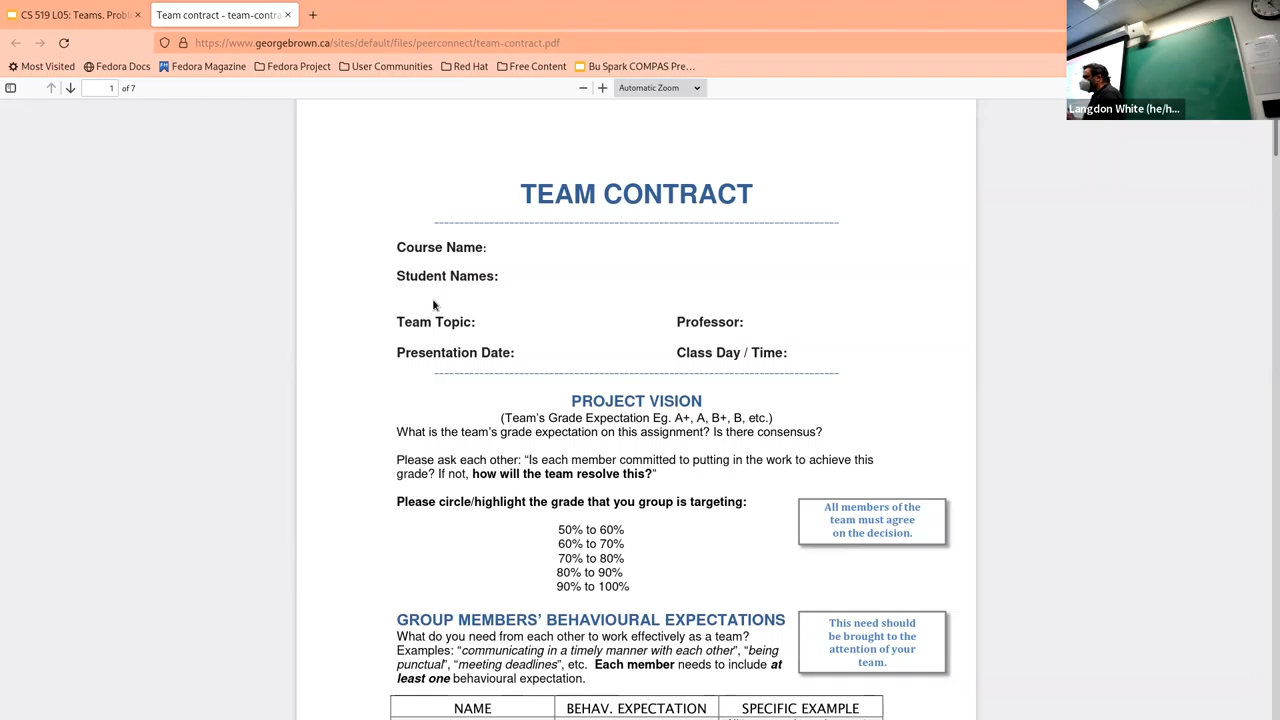 CS 519 L05: Teams. Prob
Team contract - team-contra
https://www.georgebrown.ca/sites/default/files/peerconnect/team-contract.pdf
Most Visited Fedora Docs Fedora Magazine Fedora Project User Communities Red Hat Free Content Bu Spark COMPAS Pre…
1 of 7 Automatic Zoom
Langdon White (he/h...
TEAM CONTRACT
Course Name:
Student Names:
Team Topic: Professor:
Presentation Date: Class Day / Time:
PROJECT VISION
(Team's Grade Expectation Eg. A+, A, B+, B, etc.)
What is the team's grade expectation on this assignment? Is there consensus?
Please ask each other: “Is each member committed to putting in the work to achieve this
grade? If not, how will the team resolve this?”
Please circle/highlight the grade that you group is targeting:
All members of the
team must agree
on the decision.
50% to 60%
60% to 70%
70% to 80%
80% to 90%
90% to 100%
GROUP MEMBERS' BEHAVIOURAL EXPECTATIONS
What do you need from each other to work effectively as a team?
Examples: “communicating in a timely manner with each other”, “being
punctual”, “meeting deadlines”, etc. Each member needs to include at
least one behavioural expectation.
This need should
be brought to the
attention of your
team.
NAME BEHAV. EXPECTATION SPECIFIC EXAMPLE